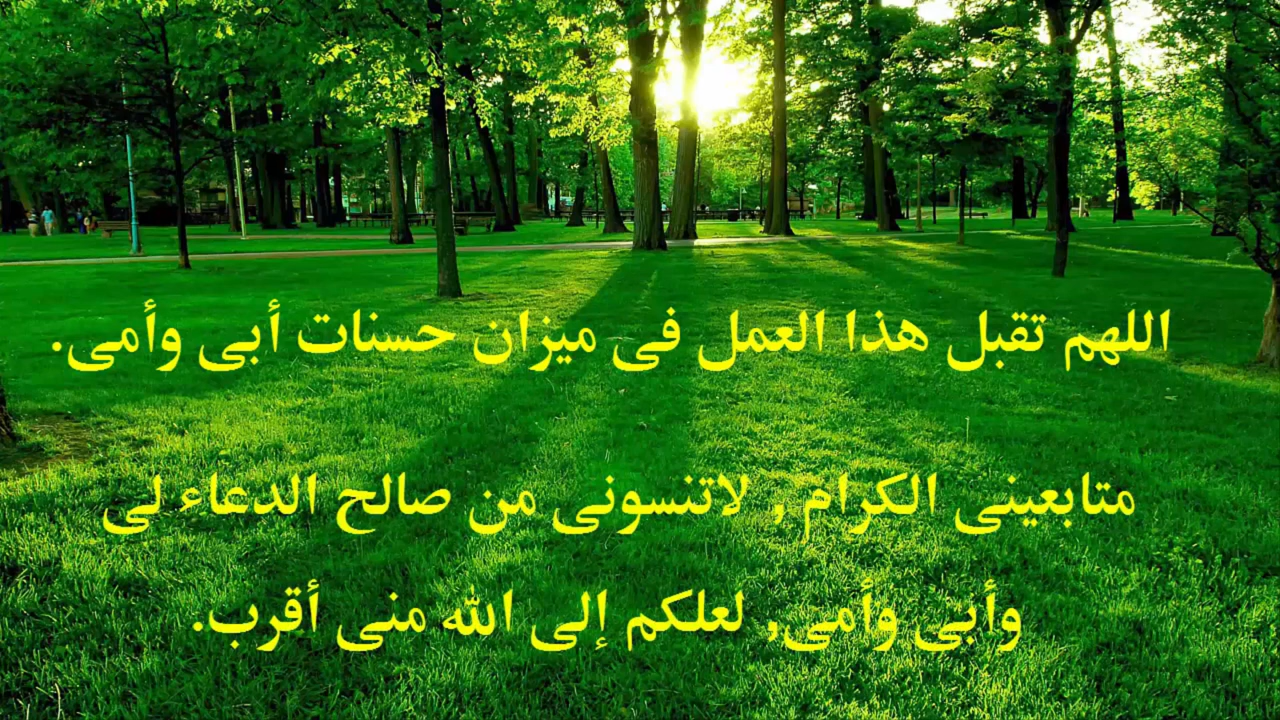 اللهم تقبل هذا العمل فى ميزان حسنات أبى وأمى.
متابعينى الكرام, لاتنسونى من صالح الدعاء لى
وأبى وأمى, لعلكم إلى الله منى أقرب.